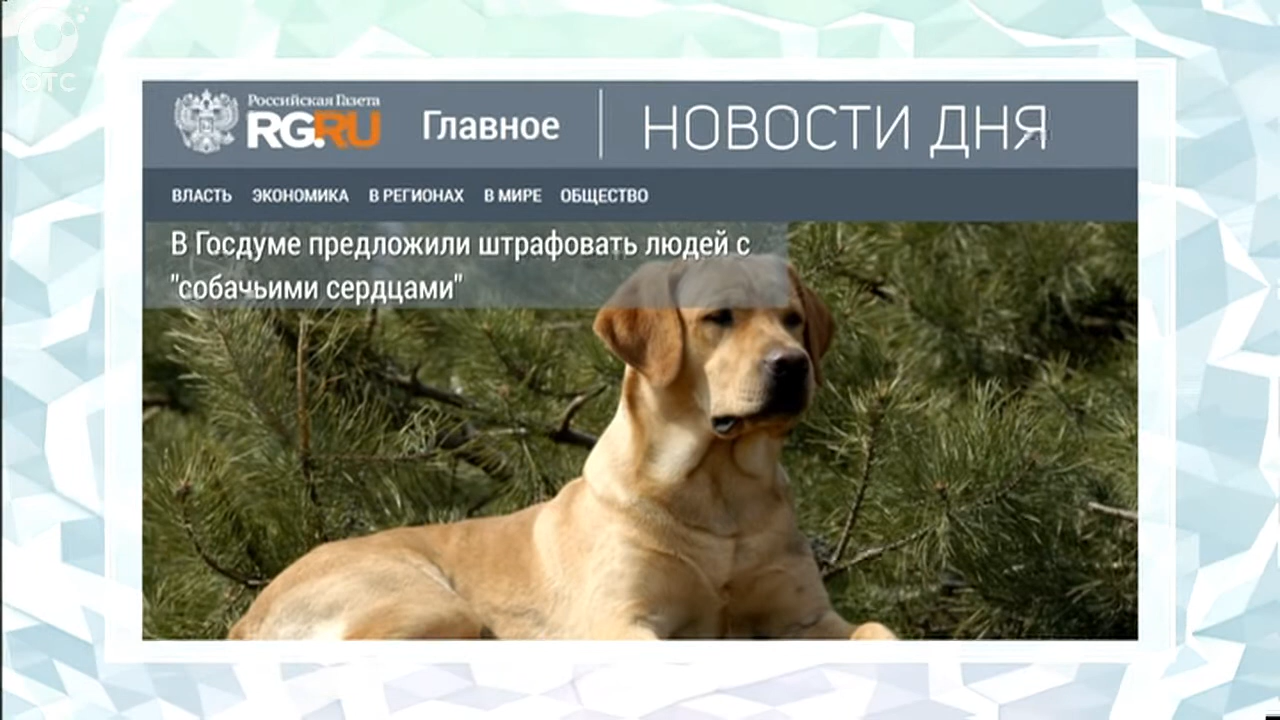 ОТС
Российская Газета
RG.RU
Главное
НОВОСТИ ДНЯ
ВЛАСТЬ ЭКОНОМИКА В РЕГИОНАХ В МИРЕ ОБЩЕСТВО
В Госдуме предложили штрафовать людей с
"собачьими сердцами"